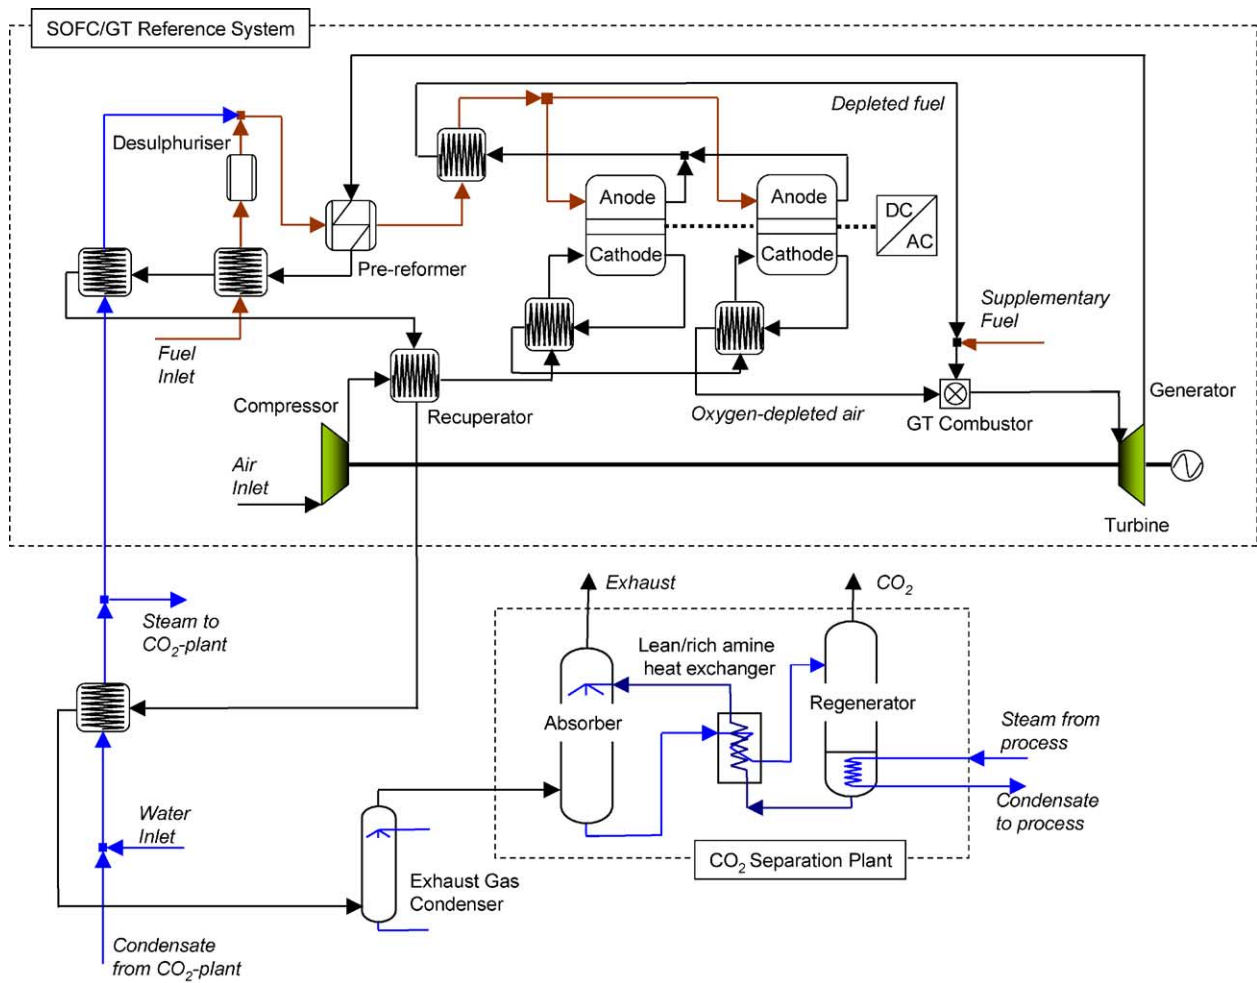 SOFC/GT Reference System
Depleted fuel
Desulphuriser
Anode
Anode
DC
AC
Cathode
Cathode
Pre-reformer
Supplementary
Fuel
Fuel
Inlet
Compressor
Recuperator
Oxygen-depleted air
GT Combustor
Generator
Air
Inlet
Turbine
Exhaust
CO2
Steam to
CO2-plant
Lean/rich amine
heat exchanger
Absorber
Regenerator
Steam from
process
Water
Inlet
Condensate
to process
CO2 Separation Plant
Exhaust Gas
Condenser
Condensate
from CO2-plant